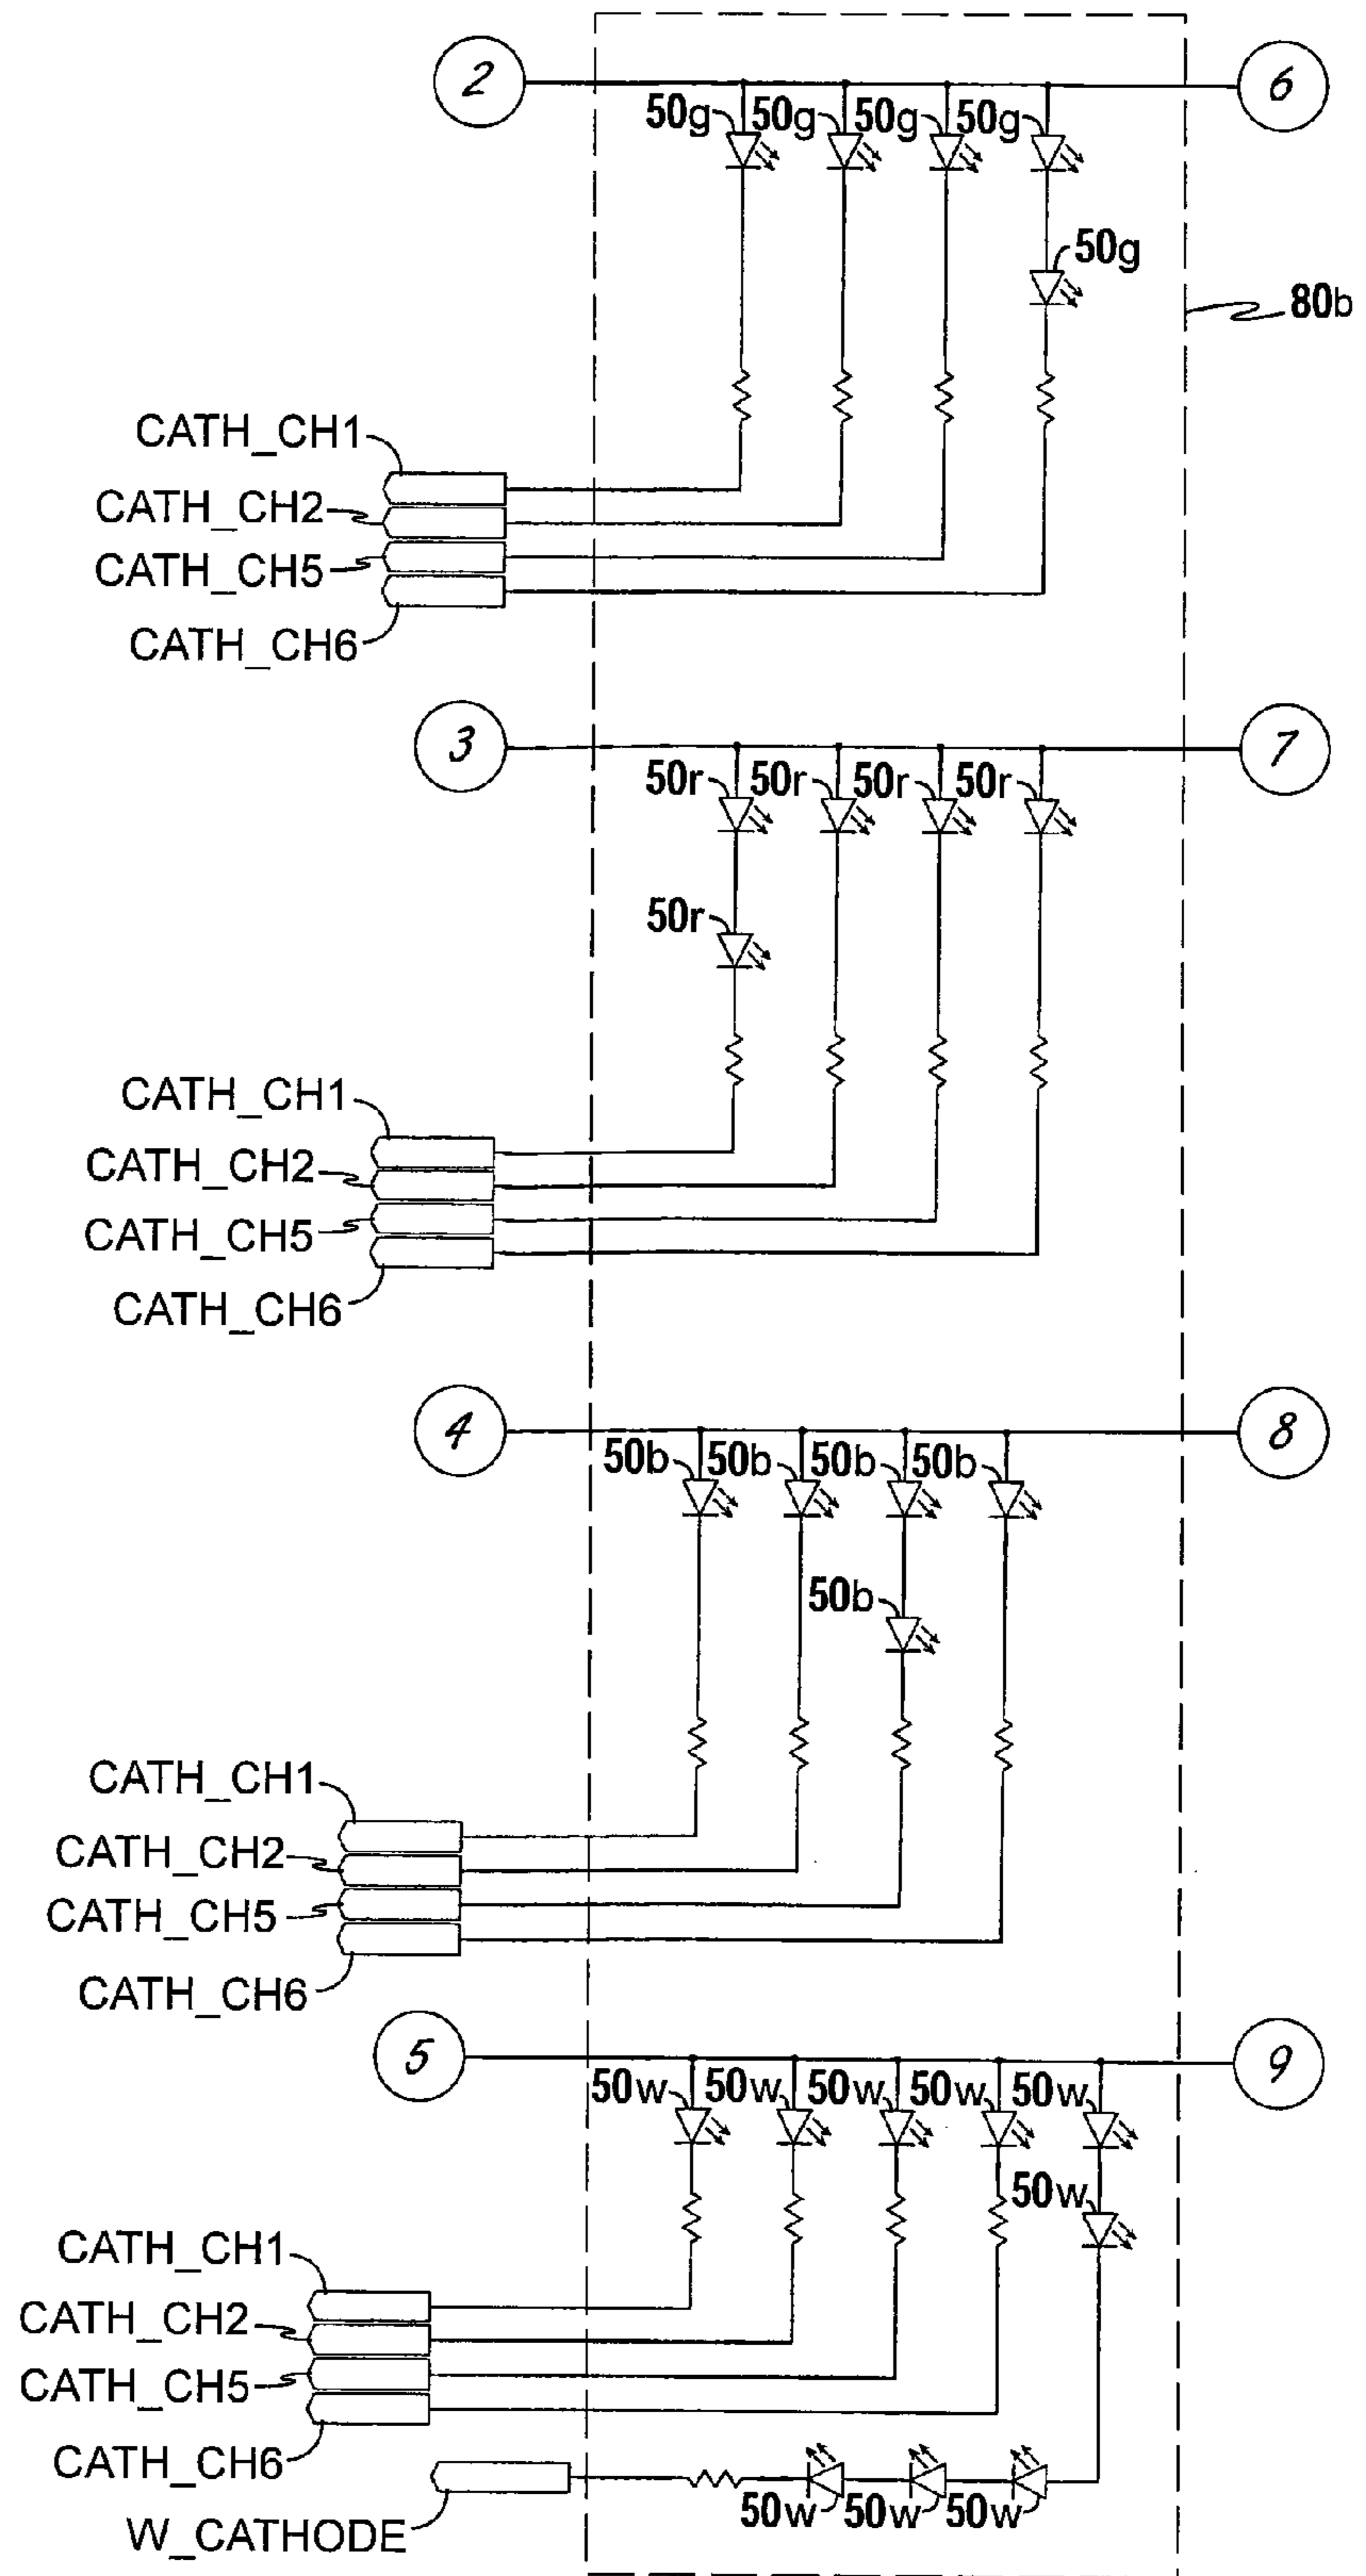 2 6
50g 50g 50g 50g
50g
80b
CATH_CH1
CATH_CH2
CATH_CH5
CATH_CH6
3 7
50r 50r 50r 50r
50r
CATH_CH1
CATH_CH2
CATH_CH5
CATH_CH6
4 8
50b 50b 50b 50b
50b
CATH_CH1
CATH_CH2
CATH_CH5
CATH_CH6
5 9
50w 50w 50w 50w 50w
50w
CATH_CH1
CATH_CH2
CATH_CH5
CATH_CH6
50w 50w 50w
W_CATHODE